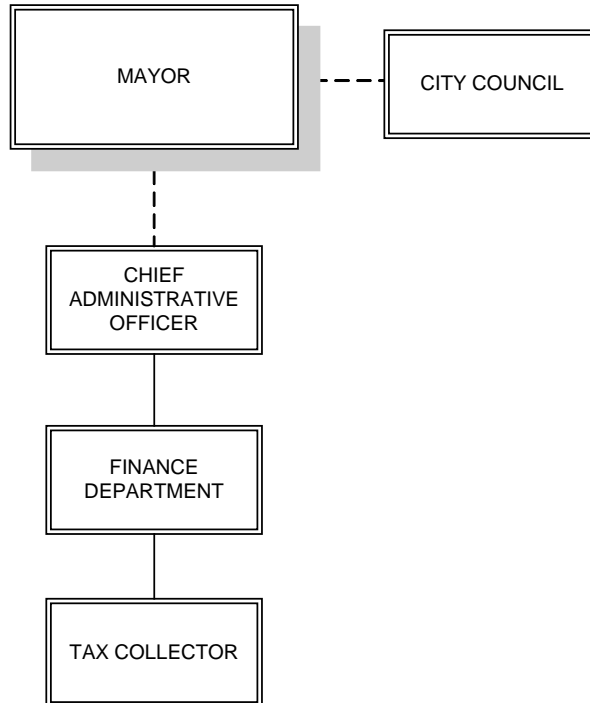 MAYOR
CITY COUNCIL
CHIEF
ADMINISTRATIVE
OFFICER
FINANCE
DEPARTMENT
TAX COLLECTOR